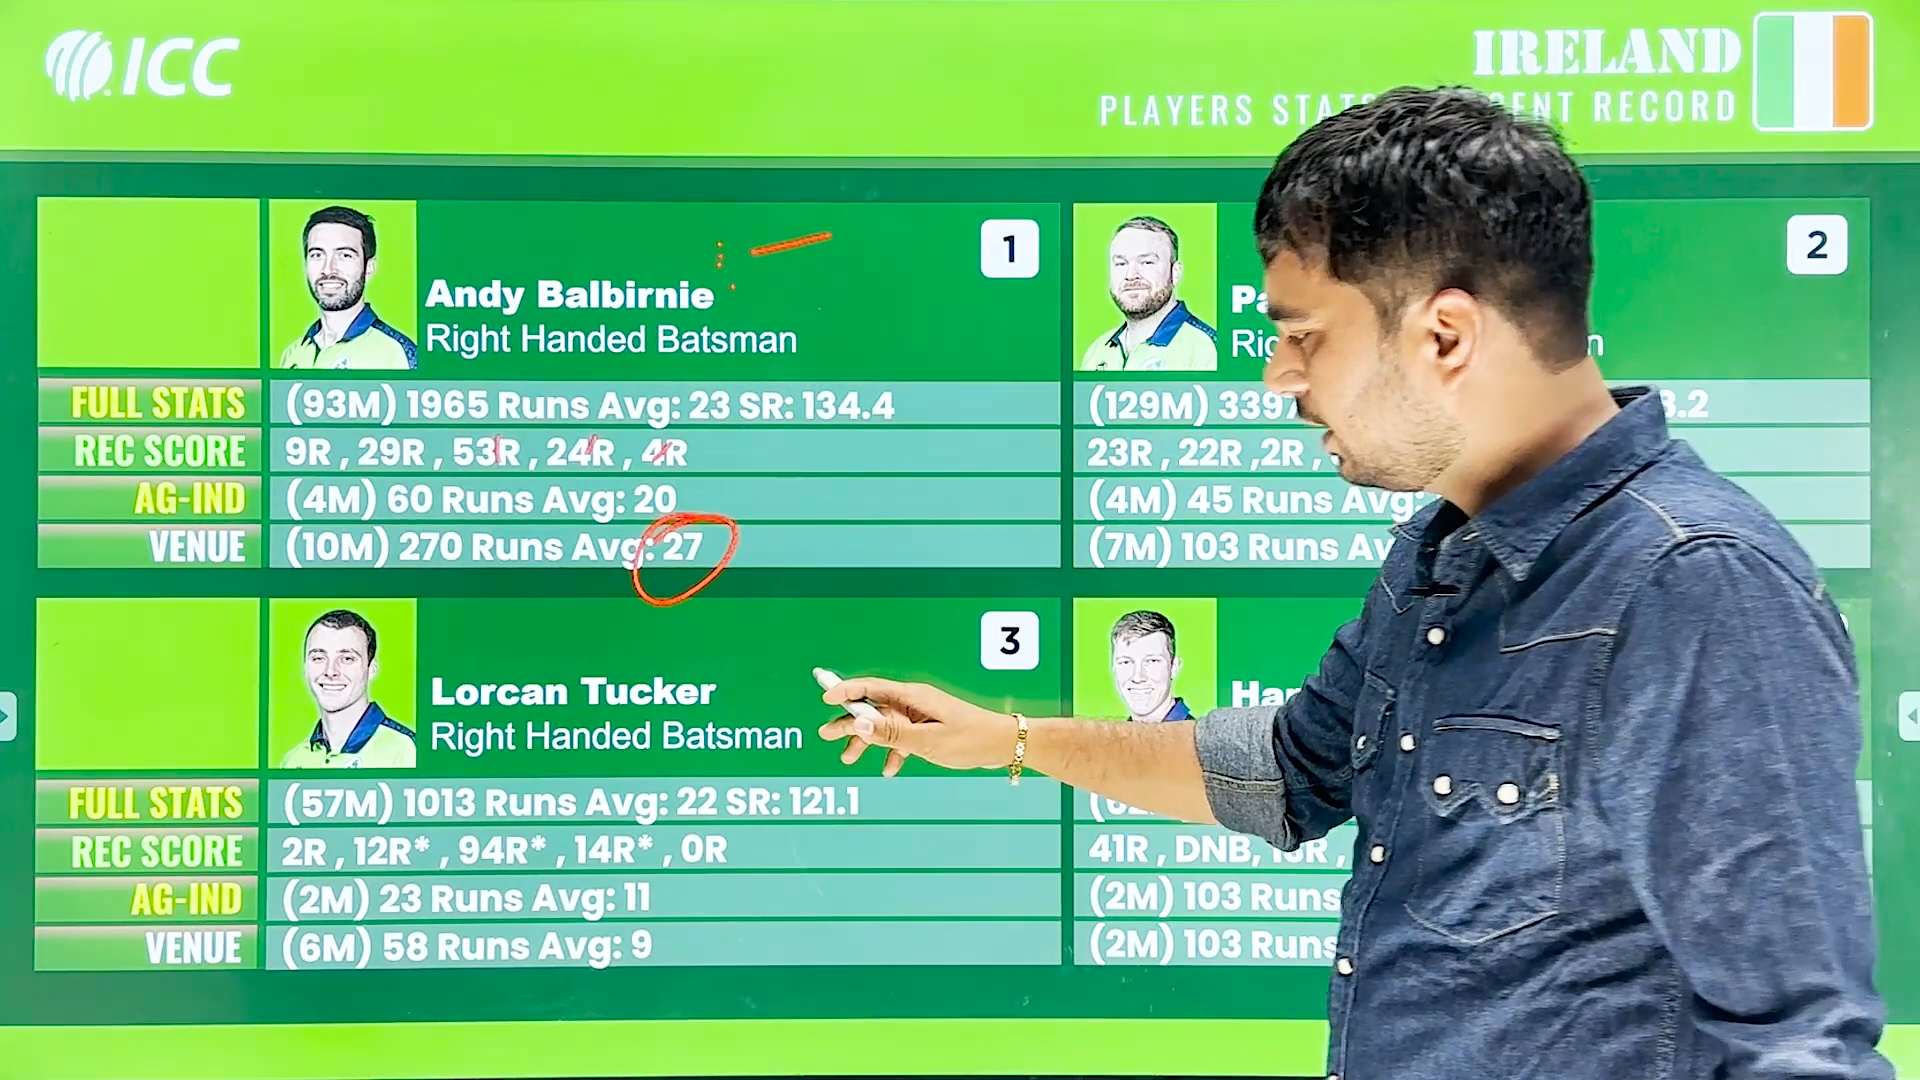 ICC
IRELAND
PLAYERS RECORD
1
Andy Balbirnie
Right Handed Batsman
FULL STATS (93M) 1965 Runs Avg: 23 SR: 134.4
REC SCORE 9R , 29R , 53R , 24R , 4R
AG-IND (4M) 60 Runs Avg: 20
VENUE (10M) 270 Runs Avg: 27
2
(129M) 3397
23R , 22R ,2R ,
(4M) 45 Runs Avg:
(7M) 103 Runs
3
Lorcan Tucker
Right Handed Batsman
FULL STATS (57M) 1013 Runs Avg: 22 SR: 121.1
REC SCORE 2R , 12R* , 94R* , 14R* , 0R
AG-IND (2M) 23 Runs Avg: 11
VENUE (6M) 58 Runs Avg: 9
41R , DNB,
(2M) 103 Runs
(2M) 103 Runs